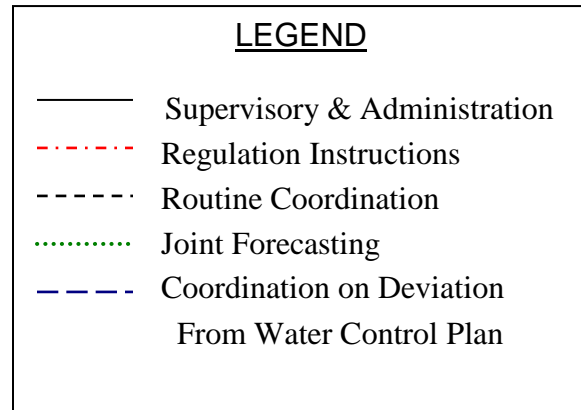 LEGEND
Supervisory & Administration
Regulation Instructions
Routine Coordination
Joint Forecasting
Coordination on Deviation
From Water Control Plan